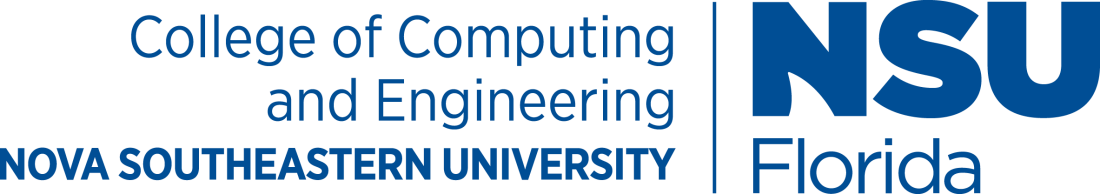 College of Computing
and Engineering
NOVA SOUTHEASTERN UNIVERSITY
NSU
Florida